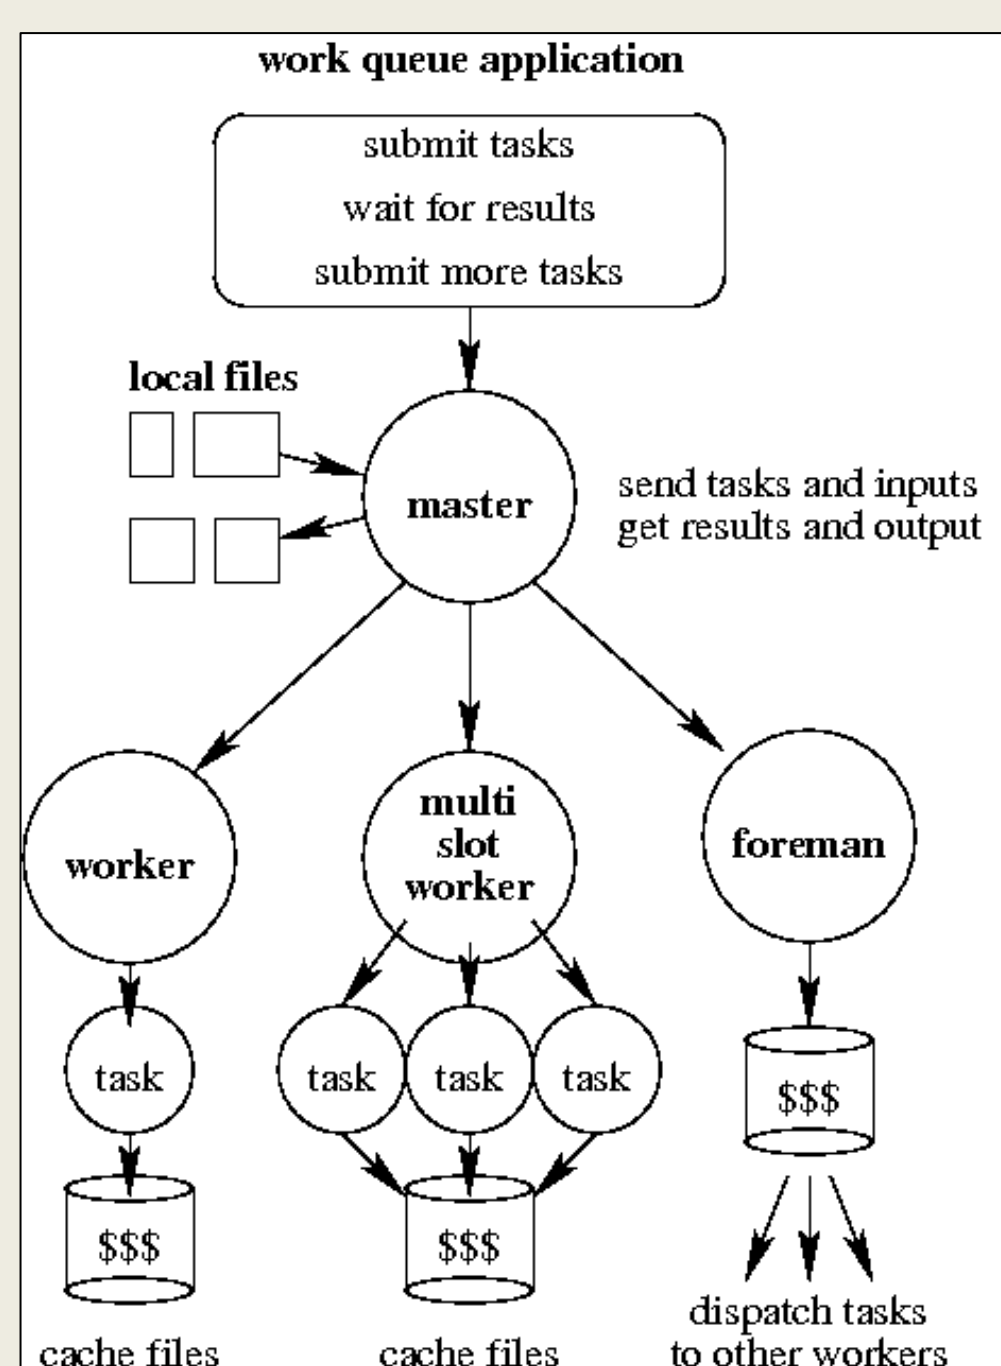 work queue application
submit tasks
wait for results
submit more tasks
local files
master
send tasks and inputs
get results and output
worker
multi
slot
worker
foreman
task
task
task
task
$$$
$$$
$$$
cache files
cache files
dispatch tasks
to other workers